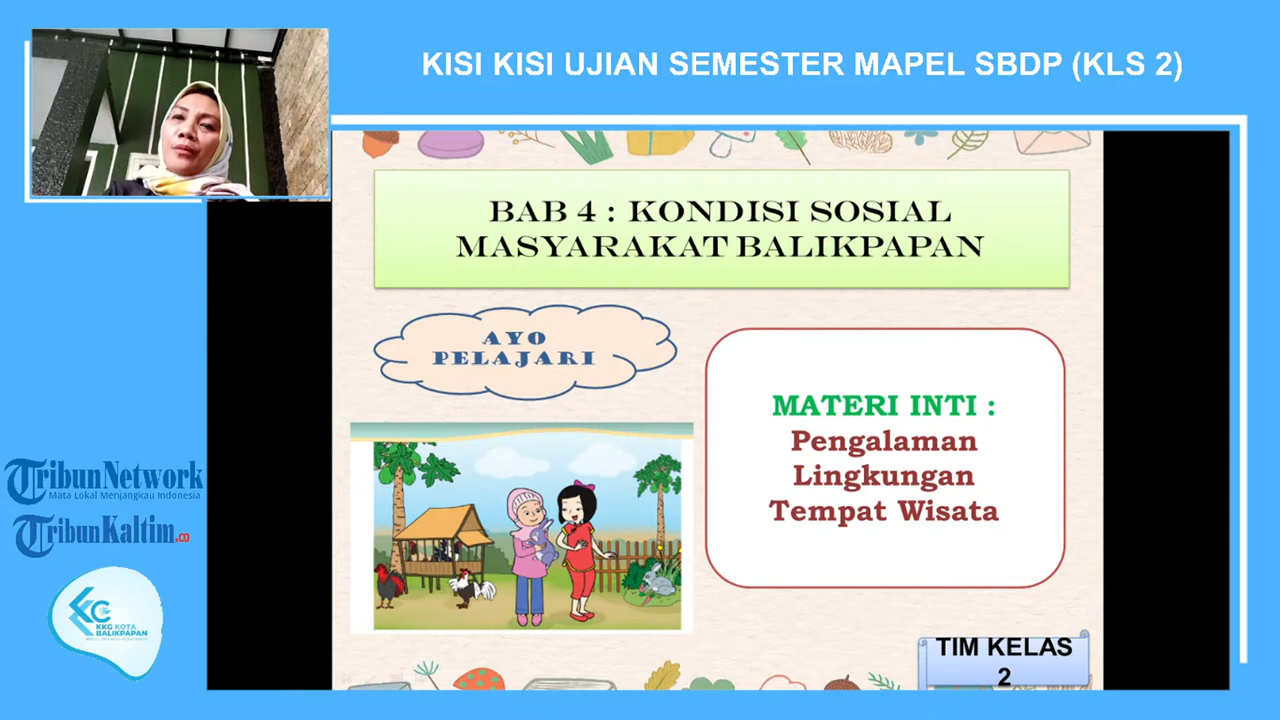 KISI KISI UJIAN SEMESTER MAPEL SBDP (KLS 2)
BAB 4 : KONDISI SOSIAL
MASYARAKAT BALIKPAPAN
AYO
PELAJARI
MATERI INTI :
Pengalaman
Lingkungan
Tempat Wisata
TIM KELAS
2
TribunNetwork
Mata Lokal Menjangkau Indonesia
TribunKaltim.co
KKG KOTA
BALIKPAPAN